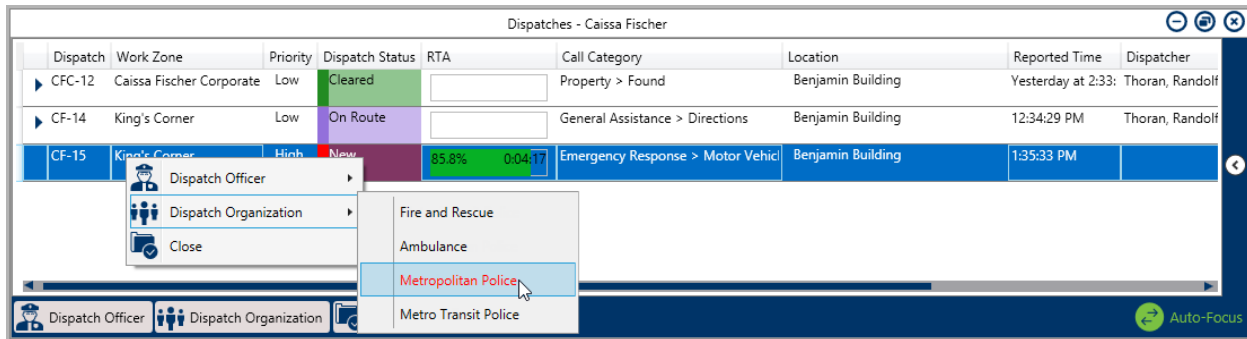 Dispatches - Caissa Fischer
Dispatch Work Zone Priority Dispatch Status RTA Call Category Location Reported Time Dispatcher
CFC-12 Caissa Fischer Corporate Low Cleared Property > Found Benjamin Building Yesterday at 2:33: Thoran, Randolf
CF-14 King's Corner Low On Route General Assistance > Directions Benjamin Building 12:34:29 PM Thoran, Randolf
CF-15 King's Corner High New 85.8% 0:04:17 Emergency Response > Motor Vehicl Benjamin Building 1:35:33 PM
Dispatch Officer
Dispatch Organization
Close
Fire and Rescue
Ambulance
Metropolitan Police
Metro Transit Police
Dispatch Officer Dispatch Organization Auto-Focus